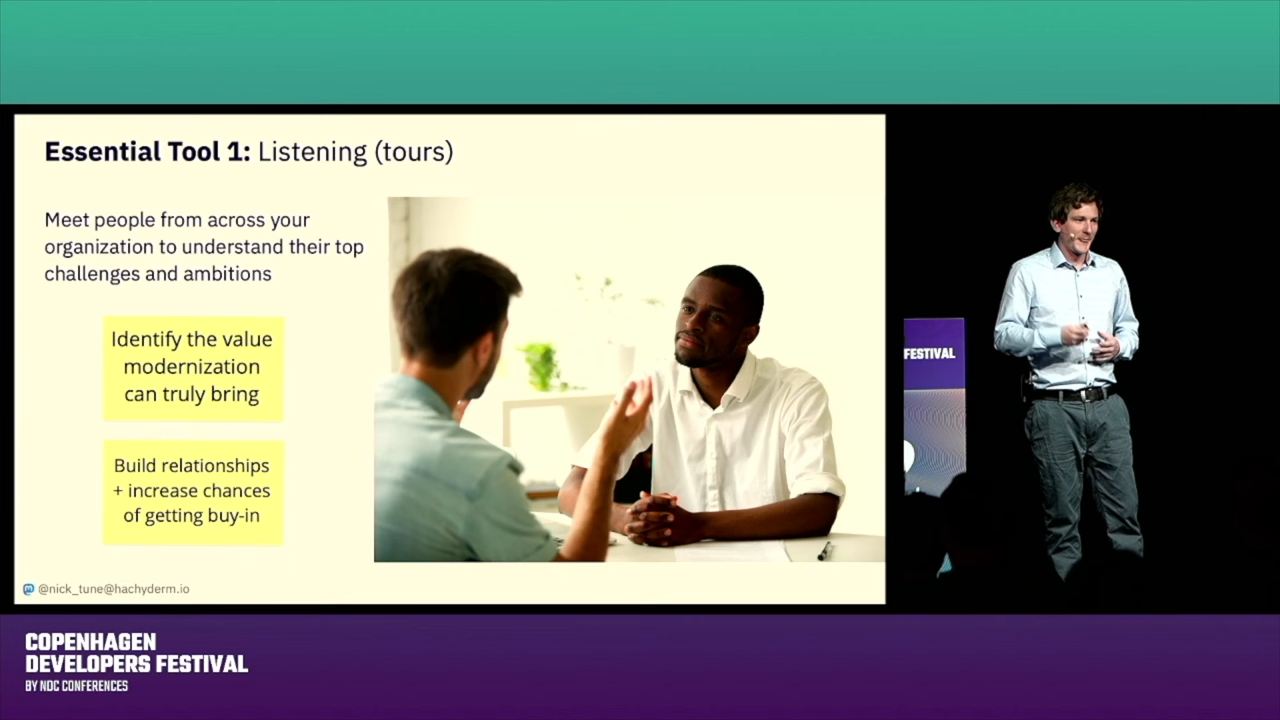 Essential Tool 1: Listening (tours)
Meet people from across your
organization to understand their top
challenges and ambitions
Identify the value
modernization
can truly bring
Build relationships
+ increase chances
of getting buy-in
@nick_tune@hachyderm.io
FESTIVAL
COPENHAGEN
DEVELOPERS FESTIVAL
BY NDC CONFERENCES